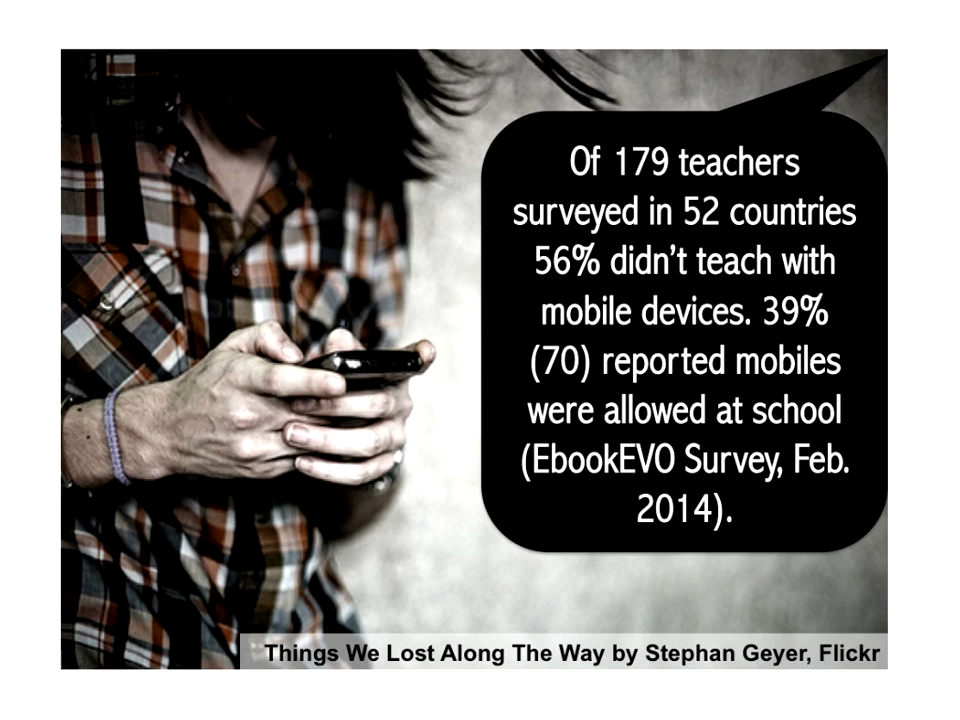 Of 179 teachers
surveyed in 52 countries
56% didn't teach with
mobile devices. 39%
(70) reported mobiles
were allowed at school
(EbookEVO Survey, Feb.
2014).
Things We Lost Along The Way by Stephan Geyer, Flickr